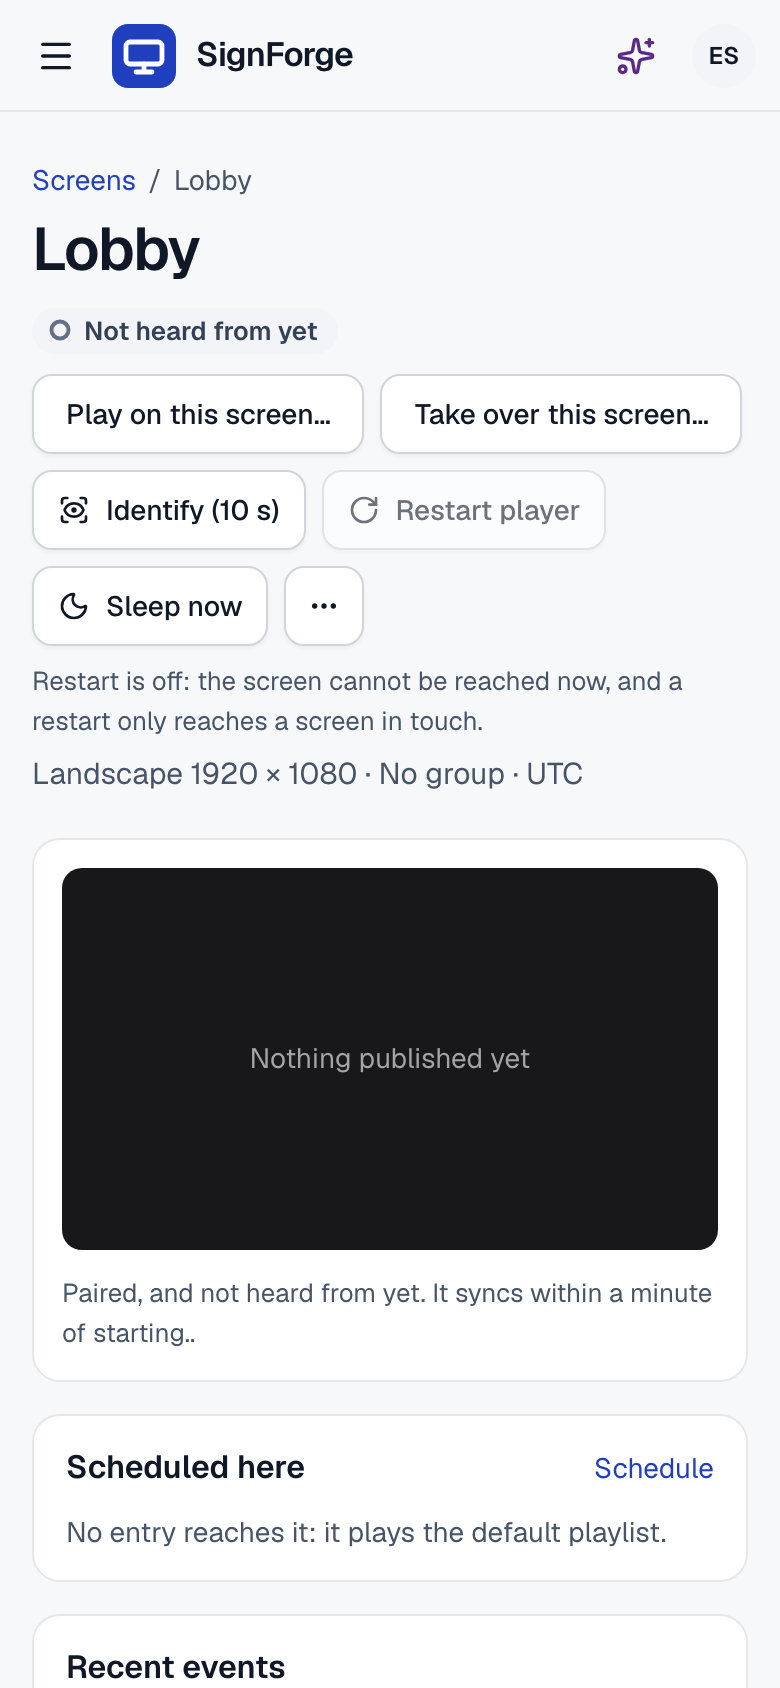 SignForge
ES
Screens / Lobby
Lobby
Not heard from yet
Play on this screen...
Take over this screen...
Identify (10 s)
Restart player
Sleep now
Restart is off: the screen cannot be reached now, and a
restart only reaches a screen in touch.
Landscape 1920 × 1080 · No group · UTC
Nothing published yet
Paired, and not heard from yet. It syncs within a minute
of starting..
Scheduled here
Schedule
No entry reaches it: it plays the default playlist.
Recent events